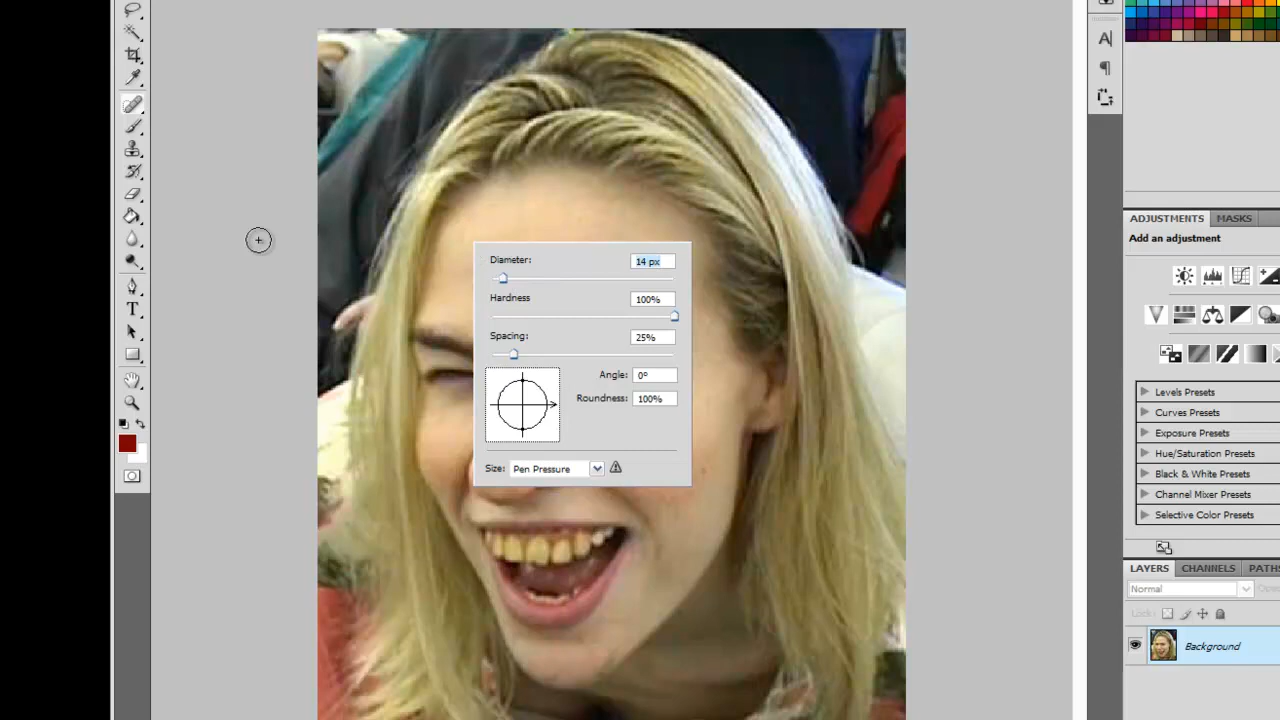 Diameter:
14 px
Hardness
100%
Spacing:
25%
Angle:
0º
Roundness:
100%
Size:
Pen Pressure
T
A
¶
ADJUSTMENTS
MASKS
Add an adjustment
Levels Presets
Curves Presets
Exposure Presets
Hue/Saturation Presets
Black & White Presets
Channel Mixer Presets
Selective Color Presets
LAYERS
CHANNELS
PATHS
Normal
Lock:
Background